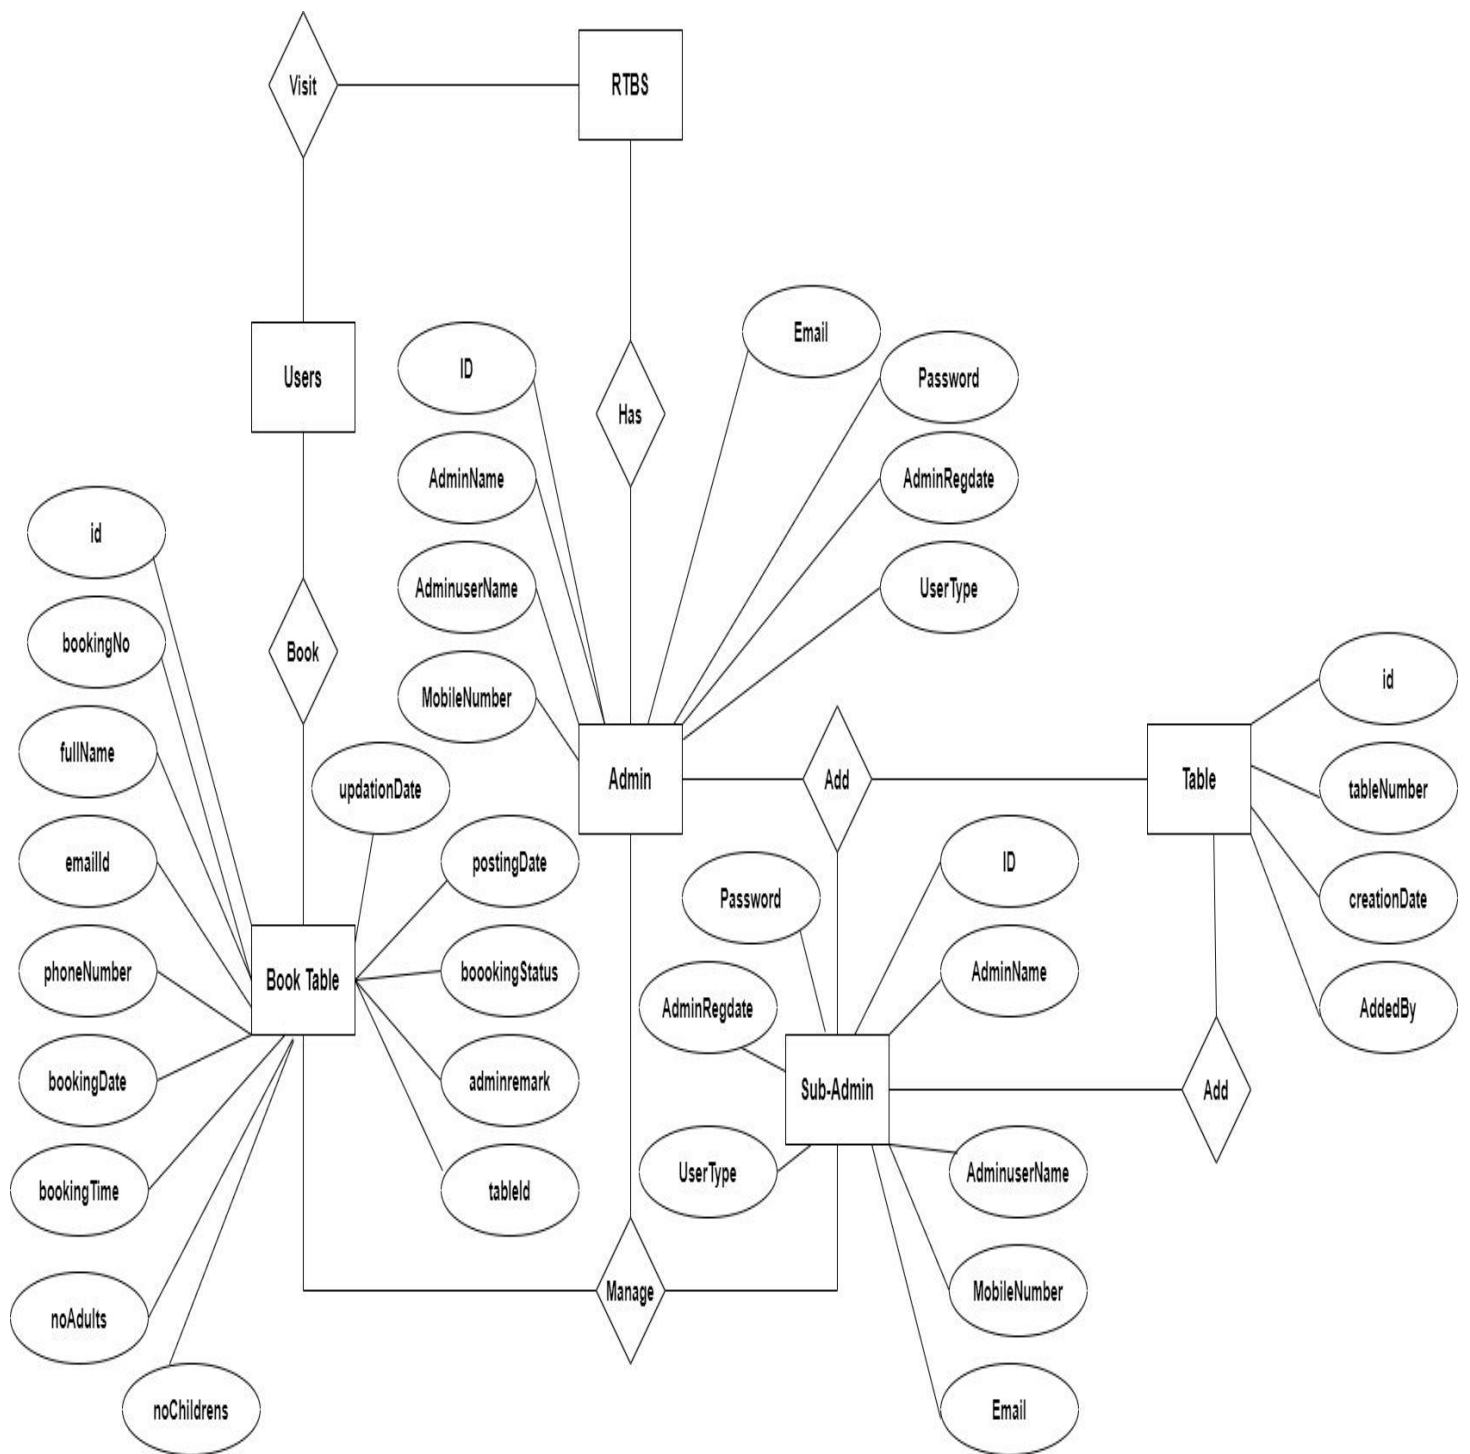 Visit
RTBS
Email
ID
Password
Users
Has
AdminName
AdminRegdate
id
AdminuserName
UserType
bookingNo
Book
MobileNumber
id
fullName
updationDate
Admin
Add
Table
tableNumber
emailId
postingDate
Password
ID
creationDate
phoneNumber
Book Table
boookingStatus
AdminRegdate
AdminName
AddedBy
bookingDate
adminremark
Sub-Admin
Add
bookingTime
tableId
UserType
AdminuserName
noAdults
Manage
MobileNumber
noChildrens
Email